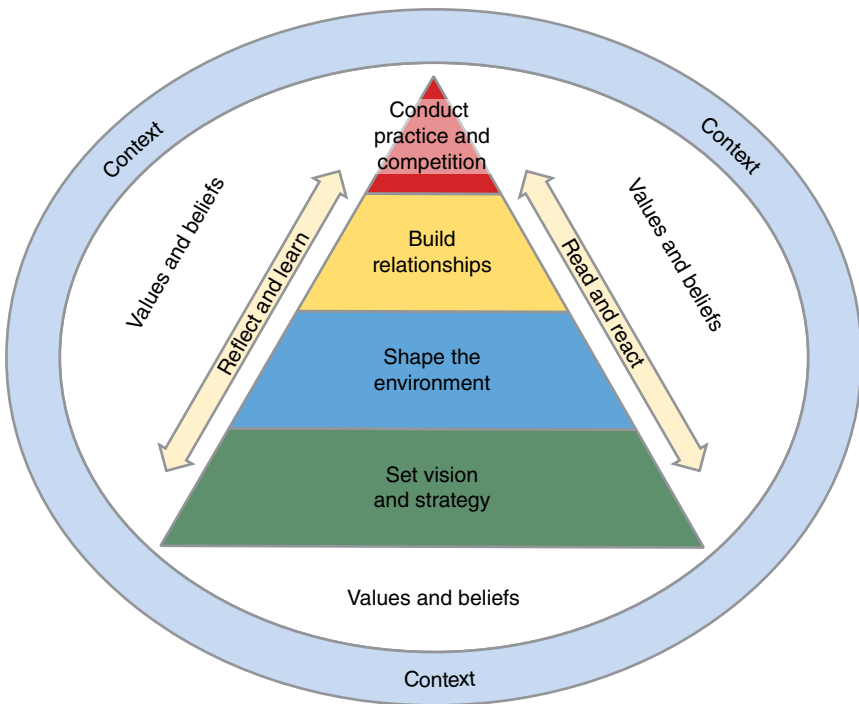 Context
Context
Values and beliefs
Values and beliefs
Reflect and learn
Read and react
Conduct
practice and
competition
Build
relationships
Shape the
environment
Set vision
and strategy
Values and beliefs
Context